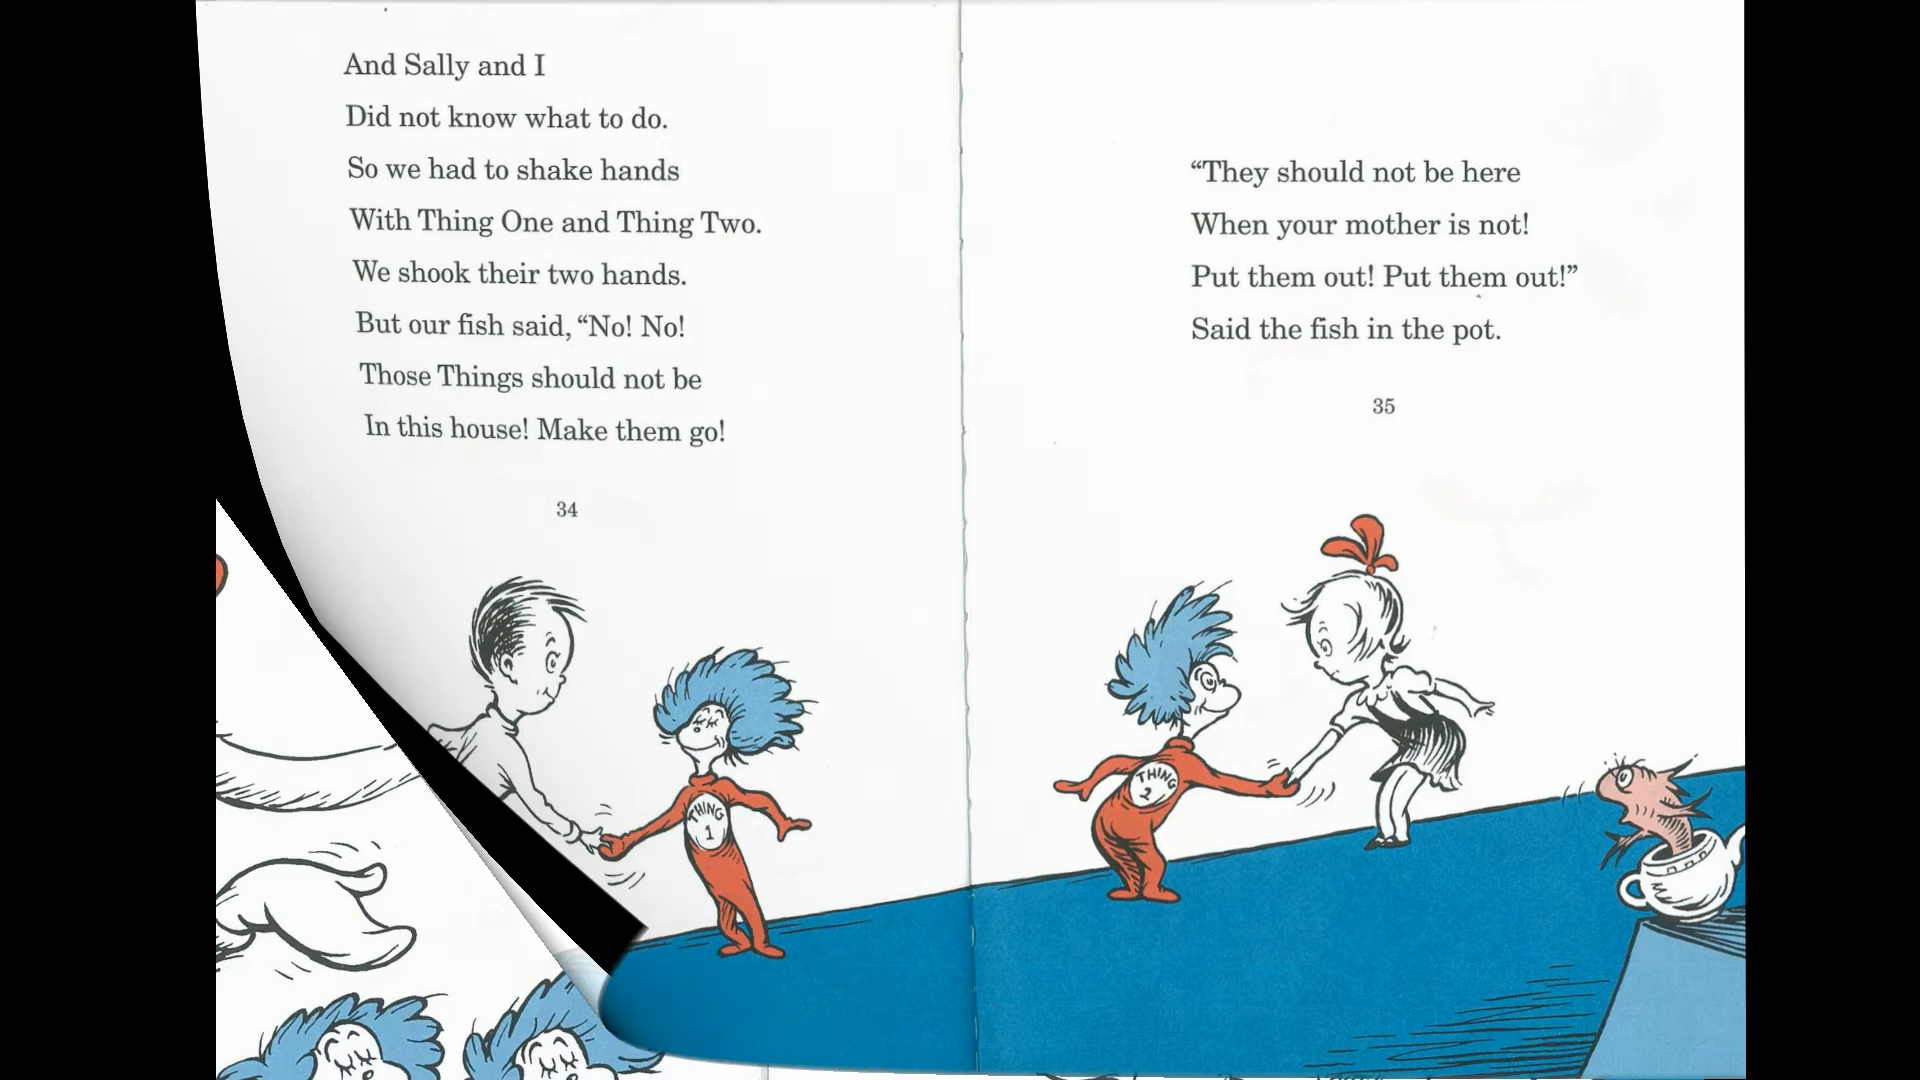 And Sally and I
Did not know what to do.
So we had to shake hands
With Thing One and Thing Two.
We shook their two hands.
But our fish said, “No! No!
Those Things should not be
In this house! Make them go!
34
“They should not be here
When your mother is not!
Put them out! Put them out!”
Said the fish in the pot.
35
THING
1
THING
2